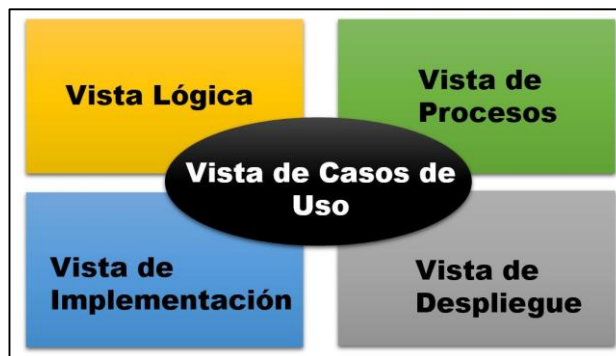 Vista Lógica
Vista de
Procesos
Vista de Casos de
Uso
Vista de
Implementación
Vista de
Despliegue